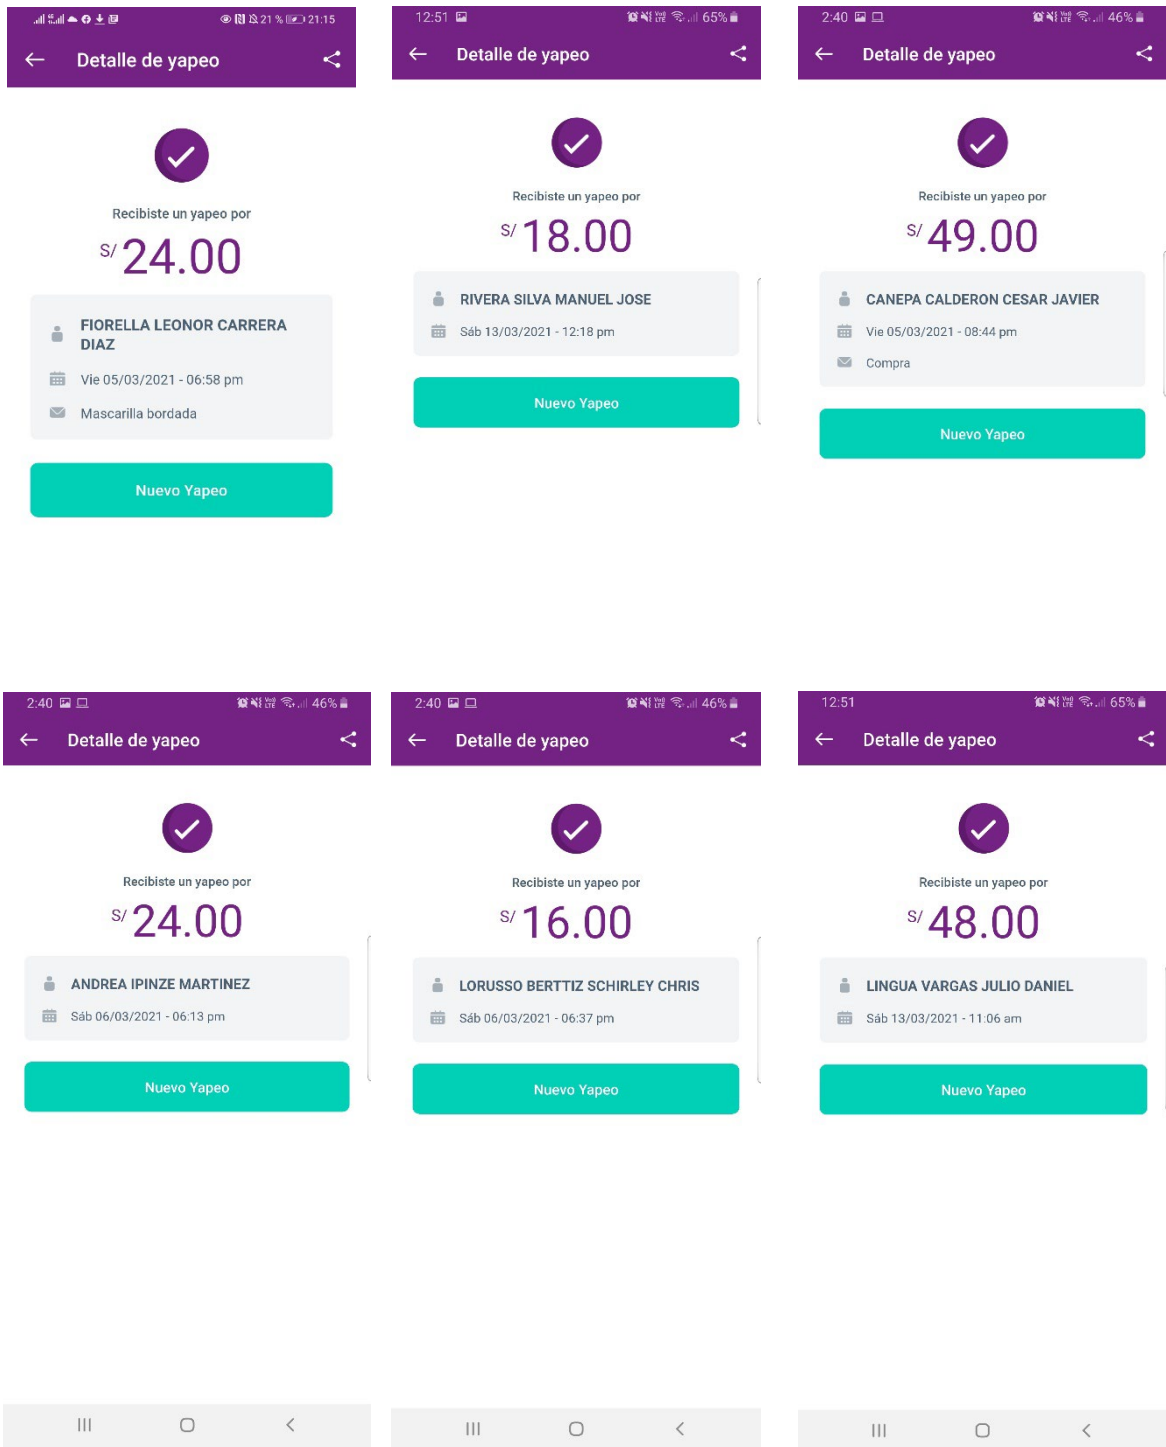 21 % 21:15
Detalle de yapeo
Recibiste un yapeo por
S/ 24.00
FIORELLA LEONOR CARRERA
DIAZ
Vie 05/03/2021 - 06:58 pm
Mascarilla bordada
Nuevo Yapeo
12:51 65%
Detalle de yapeo
Recibiste un yapeo por
S/ 18.00
RIVERA SILVA MANUEL JOSE
Sáb 13/03/2021 - 12:18 pm
Nuevo Yapeo
2:40 46%
Detalle de yapeo
Recibiste un yapeo por
S/ 49.00
CANEPA CALDERON CESAR JAVIER
Vie 05/03/2021 - 08:44 pm
Compra
Nuevo Yapeo
2:40 46%
Detalle de yapeo
Recibiste un yapeo por
S/ 24.00
ANDREA IPINZE MARTINEZ
Sáb 06/03/2021 - 06:13 pm
Nuevo Yapeo
2:40 46%
Detalle de yapeo
Recibiste un yapeo por
S/ 16.00
LORUSSO BERTTIZ SCHIRLEY CHRIS
Sáb 06/03/2021 - 06:37 pm
Nuevo Yapeo
12:51 65%
Detalle de yapeo
Recibiste un yapeo por
S/ 48.00
LINGUA VARGAS JULIO DANIEL
Sáb 13/03/2021 - 11:06 am
Nuevo Yapeo